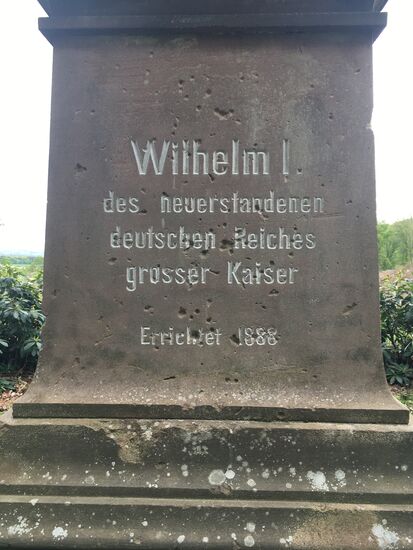 Wilhelm I.
des neuerstandenen
deutschen Reiches
grosser Kaiser
Errichtet 1888